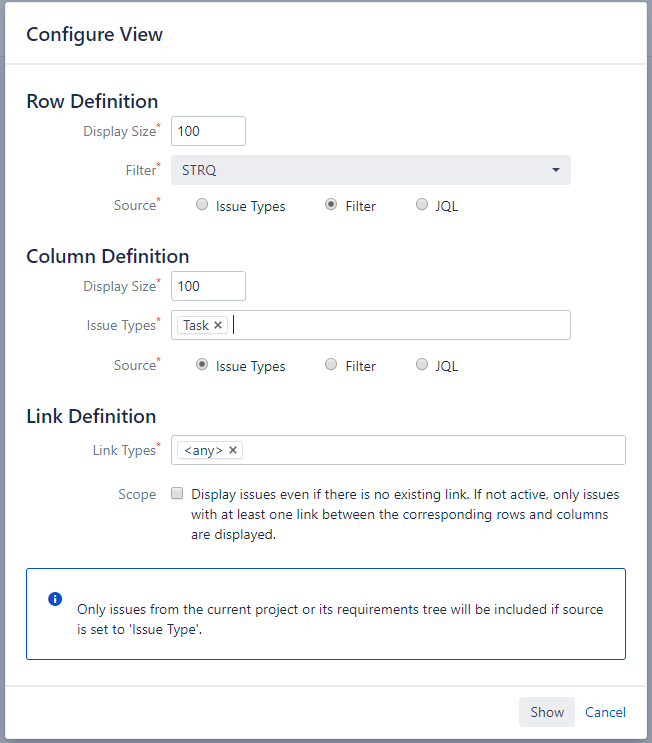 Configure View
Row Definition
Display Size* 100
Filter* STRQ
Source* Issue Types Filter JQL
Column Definition
Display Size* 100
Issue Types* Task ×
Source* Issue Types Filter JQL
Link Definition
Link Types* <any> ×
Scope Display issues even if there is no existing link. If not active, only issues
with at least one link between the corresponding rows and columns
are displayed.
Only issues from the current project or its requirements tree will be included if source
is set to 'Issue Type'.
Show Cancel